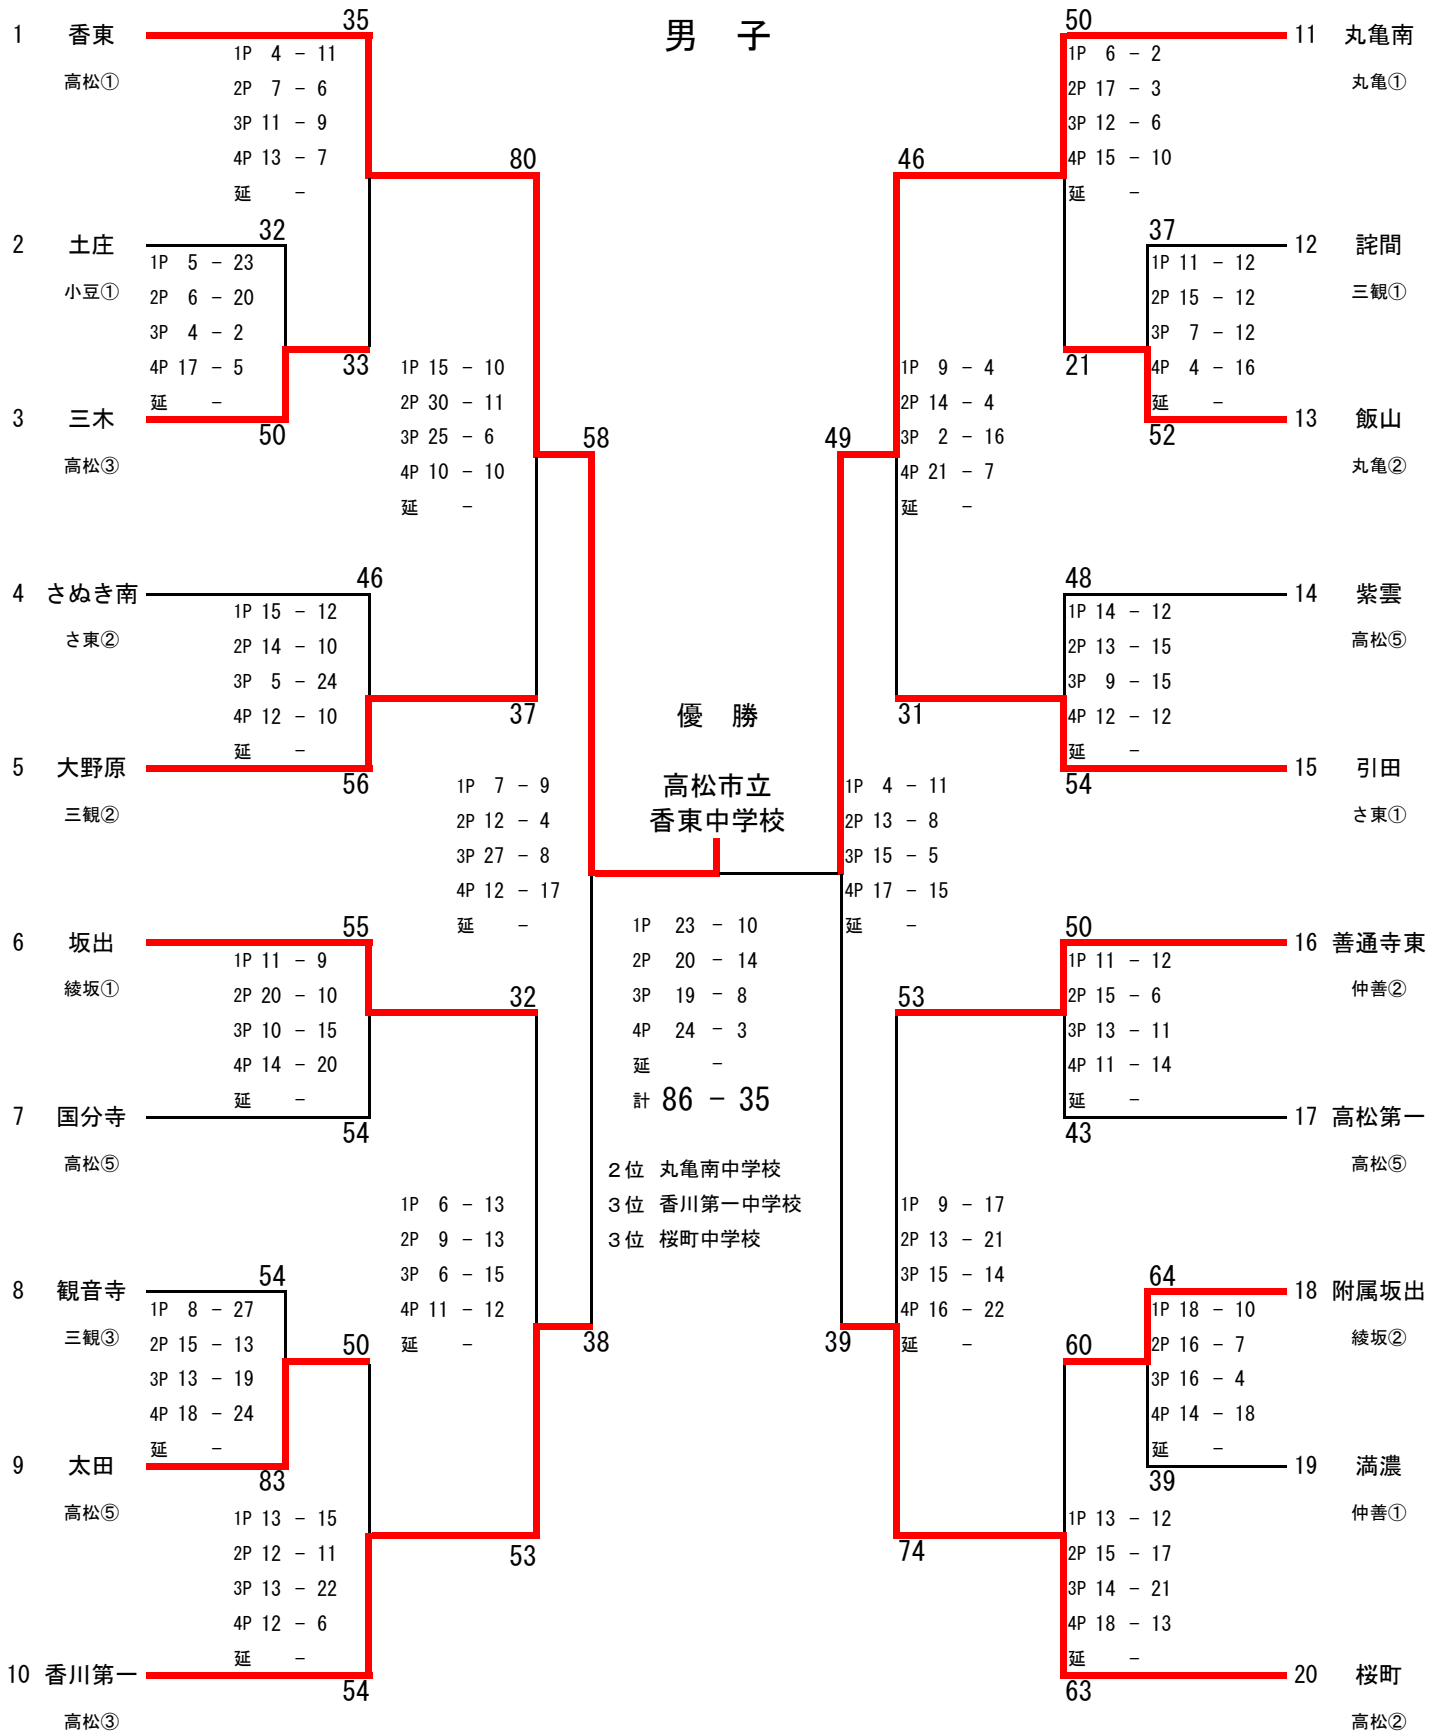 男 子
1 香東
高松①
35
1P 4 - 11
2P 7 - 6
3P 11 - 9
4P 13 - 7
延 -
2 土庄
小豆①
32
1P 5 - 23
2P 6 - 20
3P 4 - 2
4P 17 - 5
延 -
3 三木
高松③
50
33
80
1P 15 - 10
2P 30 - 11
3P 25 - 6
4P 10 - 10
延 -
4 さぬき南
さ東②
46
1P 15 - 12
2P 14 - 10
3P 5 - 24
4P 12 - 10
延 -
5 大野原
三観②
56
37
58
1P 7 - 9
2P 12 - 4
3P 27 - 8
4P 12 - 17
延 -
6 坂出
綾坂①
55
1P 11 - 9
2P 20 - 10
3P 10 - 15
4P 14 - 20
延 -
7 国分寺
高松⑤
54
32
1P 6 - 13
2P 9 - 13
3P 6 - 15
4P 11 - 12
延 -
8 観音寺
三観③
54
1P 8 - 27
2P 15 - 13
3P 13 - 19
4P 18 - 24
延 -
9 太田
高松⑤
83
50
1P 13 - 15
2P 12 - 11
3P 13 - 22
4P 12 - 6
延 -
10 香川第一
高松③
54
53
38
優 勝
高松市立
香東中学校
1P 23 - 10
2P 20 - 14
3P 19 - 8
4P 24 - 3
延 -
計 86 - 35
２位 丸亀南中学校
３位 香川第一中学校
３位 桜町中学校
50
11 丸亀南
丸亀①
1P 6 - 2
2P 17 - 3
3P 12 - 6
4P 15 - 10
延 -
37
12 詫間
三観①
1P 11 - 12
2P 15 - 12
3P 7 - 12
4P 4 - 16
延 -
52
13 飯山
丸亀②
21
46
1P 9 - 4
2P 14 - 4
3P 2 - 16
4P 21 - 7
延 -
48
14 紫雲
高松⑤
1P 14 - 12
2P 13 - 15
3P 9 - 15
4P 12 - 12
延 -
54
15 引田
さ東①
31
49
1P 4 - 11
2P 13 - 8
3P 15 - 5
4P 17 - 15
延 -
50
16 善通寺東
仲善②
1P 11 - 12
2P 15 - 6
3P 13 - 11
4P 11 - 14
延 -
43
17 高松第一
高松⑤
53
1P 9 - 17
2P 13 - 21
3P 15 - 14
4P 16 - 22
延 -
64
18 附属坂出
綾坂②
1P 18 - 10
2P 16 - 7
3P 16 - 4
4P 14 - 18
延 -
39
19 満濃
仲善①
60
1P 13 - 12
2P 15 - 17
3P 14 - 21
4P 18 - 13
延 -
63
20 桜町
高松②
74
39